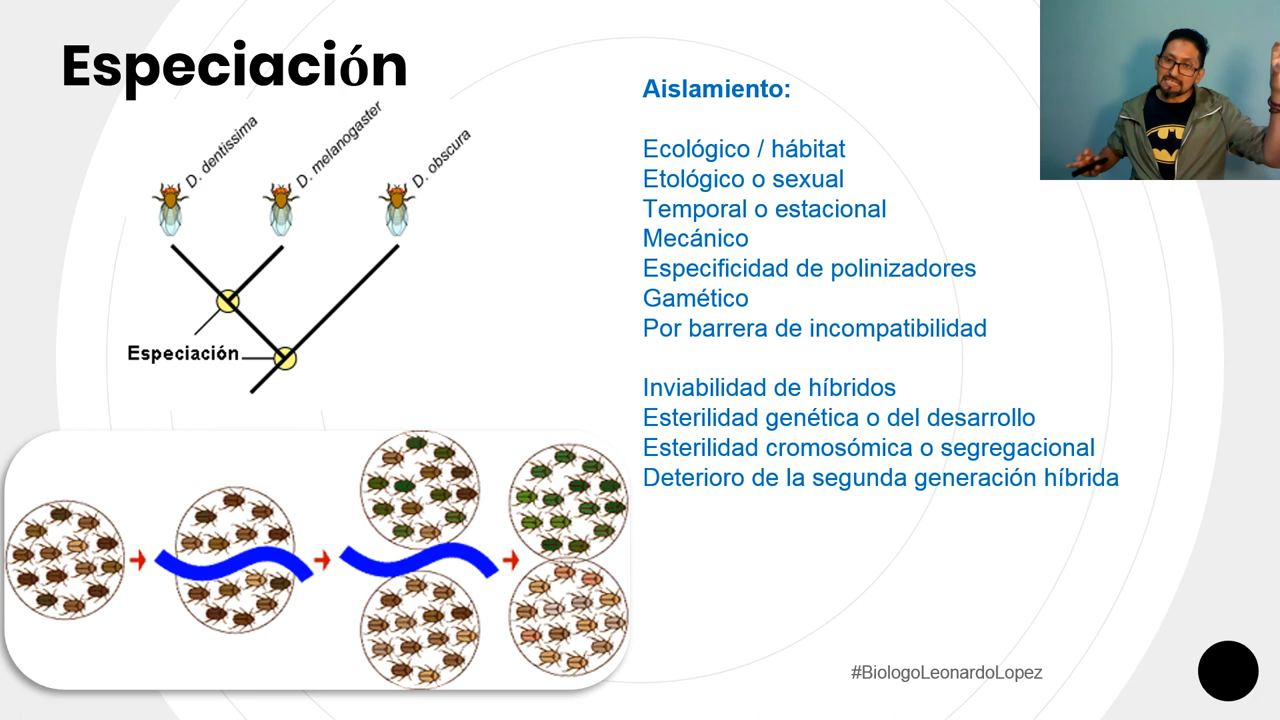 Especiación
D. dentissima
D. melanogaster
D. obscura
Especiación
Aislamiento:
Ecológico / hábitat
Etológico o sexual
Temporal o estacional
Mecánico
Especificidad de polinizadores
Gamético
Por barrera de incompatibilidad
Inviabilidad de híbridos
Esterilidad genética o del desarrollo
Esterilidad cromosómica o segregacional
Deterioro de la segunda generación híbrida
#BiologoLeonardoLopez